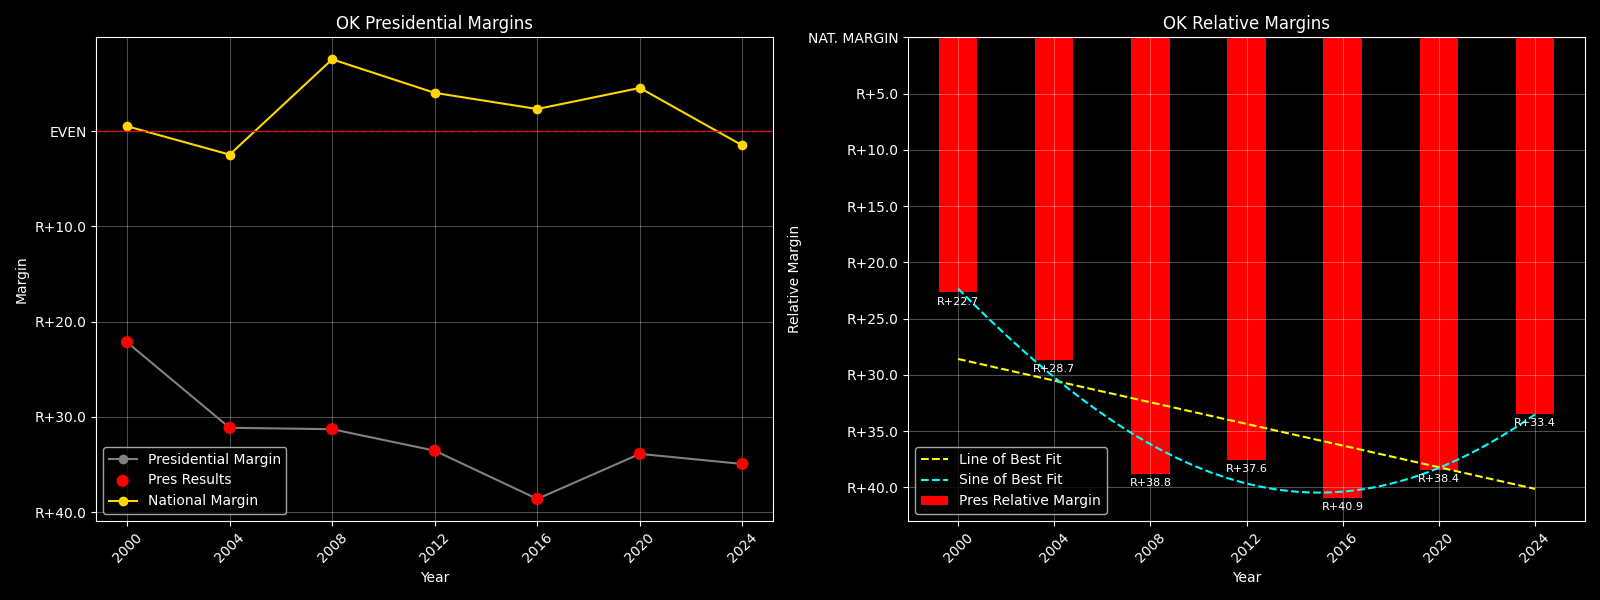 OK Presidential Margins
Margin
EVEN
R+10.0
R+20.0
R+30.0
R+40.0
Presidential Margin
Pres Results
National Margin
2000
2004
2008
2012
2016
2020
2024
Year
OK Relative Margins
Relative Margin
NAT. MARGIN
R+5.0
R+10.0
R+15.0
R+20.0
R+25.0
R+30.0
R+35.0
R+40.0
R+22.7
R+28.7
R+38.8
R+37.6
R+40.9
R+38.4
R+33.4
Line of Best Fit
Sine of Best Fit
Pres Relative Margin
2000
2004
2008
2012
2016
2020
2024
Year